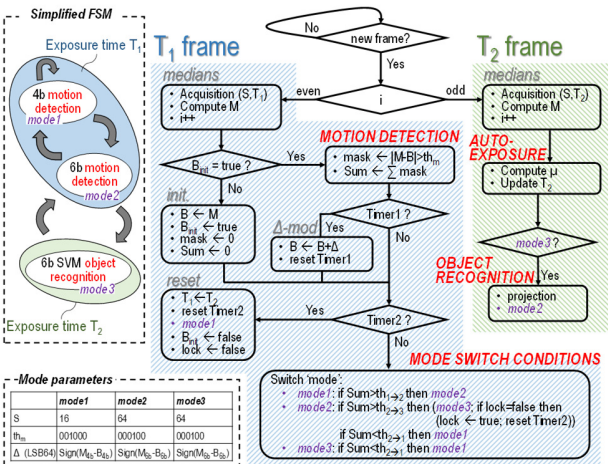 Simplified FSM
Exposure time T1
4b motion
detection
mode1
6b motion
detection
mode2
6b SVM object
recognition
mode3
Exposure time T2
T1 frame
T2 frame
No
new frame?
Yes
medians
Acquisition (S,T1)
Compute M
i++
even
i
odd
medians
Acquisition (S,T2)
Compute M
i++
Binit = true ?
Yes
No
MOTION DETECTION
mask ← |M-B|>thm
Sum ← ∑ mask
AUTO-
EXPOSURE
Compute µ
Update T2
init.
B ← M
Binit ← true
mask ← 0
Sum ← 0
Timer1 ?
Yes
No
Δ-mod
B ← B+Δ
reset Timer1
mode3?
Yes
OBJECT
RECOGNITION
projection
mode2
reset
T1←T2
reset Timer2
mode1
Binit ← false
lock ← false
Yes
Timer2 ?
No
MODE SWITCH CONDITIONS
Switch 'mode':
mode1: if Sum>th1→2 then mode2
mode2: if Sum>th2→3 then (mode3; if lock=false then
(lock ← true; reset Timer2))
if Sum<th2→1 then mode1
mode3: if Sum<th2→1 then mode1
Mode parameters
mode1 mode2 mode3
S 16 64 64
thm 001000 000100 000100
Δ (LSB64) Sign(M4b-B4b) Sign(M6b-B6b) Sign(M6b-B6b)